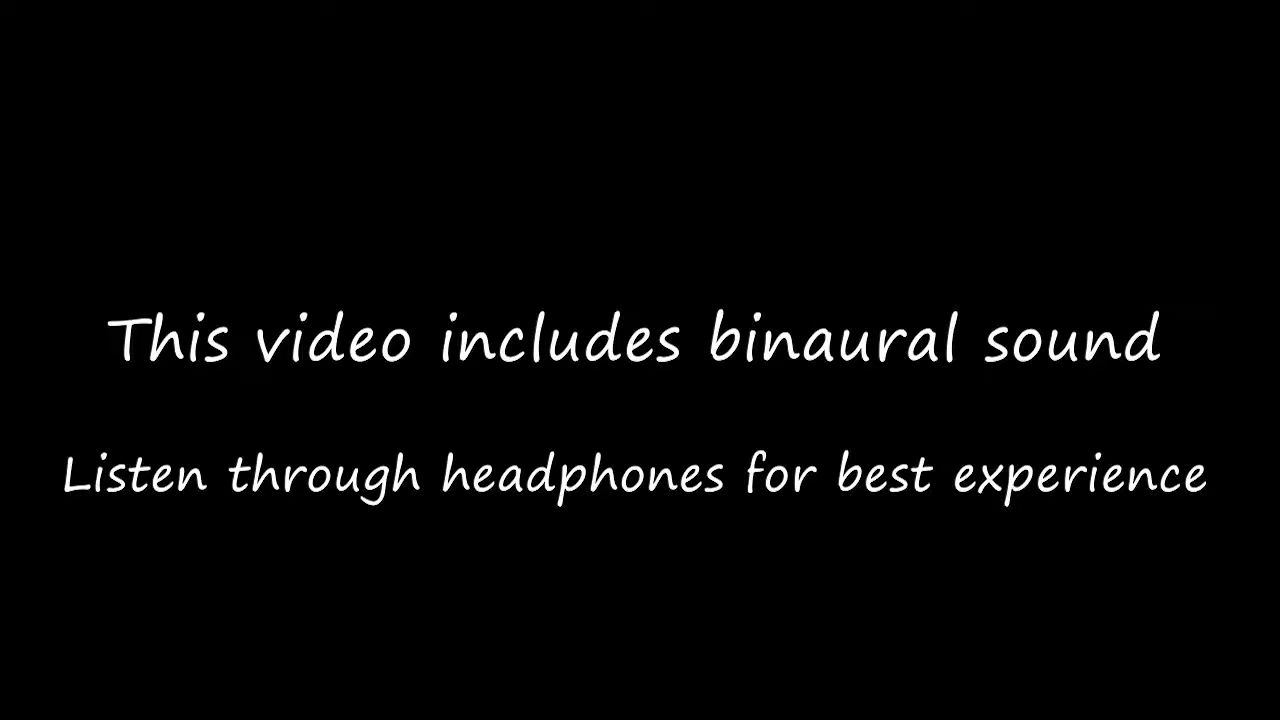 This video includes binaural sound
Listen through headphones for best experience